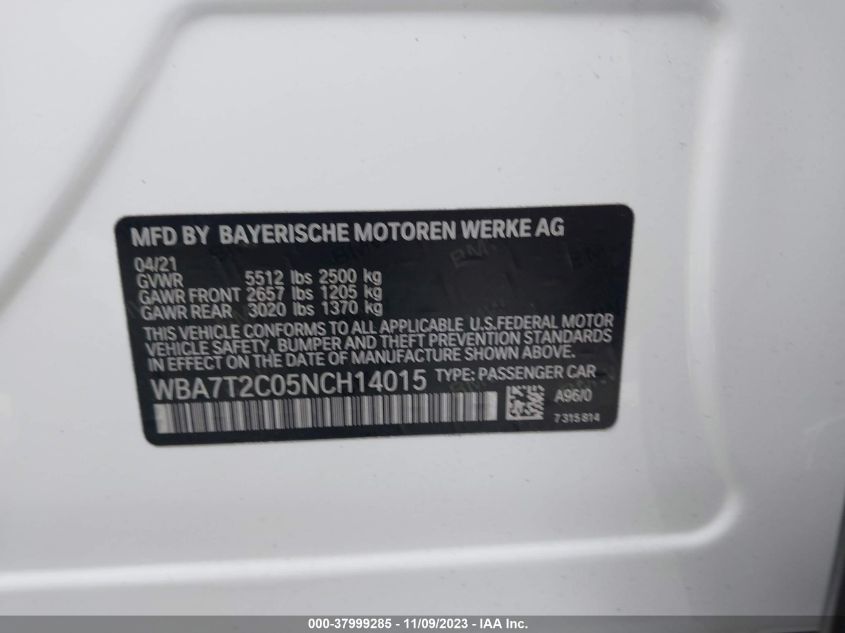 MFD BY BAYERISCHE MOTOREN WERKE AG
04/21
GVWR 5512 lbs 2500 kg
GAWR FRONT 2657 lbs 1205 kg
GAWR REAR 3020 lbs 1370 kg
THIS VEHICLE CONFORMS TO ALL APPLICABLE U.S.FEDERAL MOTOR
VEHICLE SAFETY, BUMPER AND THEFT PREVENTION STANDARDS
IN EFFECT ON THE DATE OF MANUFACTURE SHOWN ABOVE.
WBA7T2C05NCH14015 TYPE: PASSENGER CAR
A96/0
7315814
000-37999285 - 11/09/2023 - © IAA Inc.